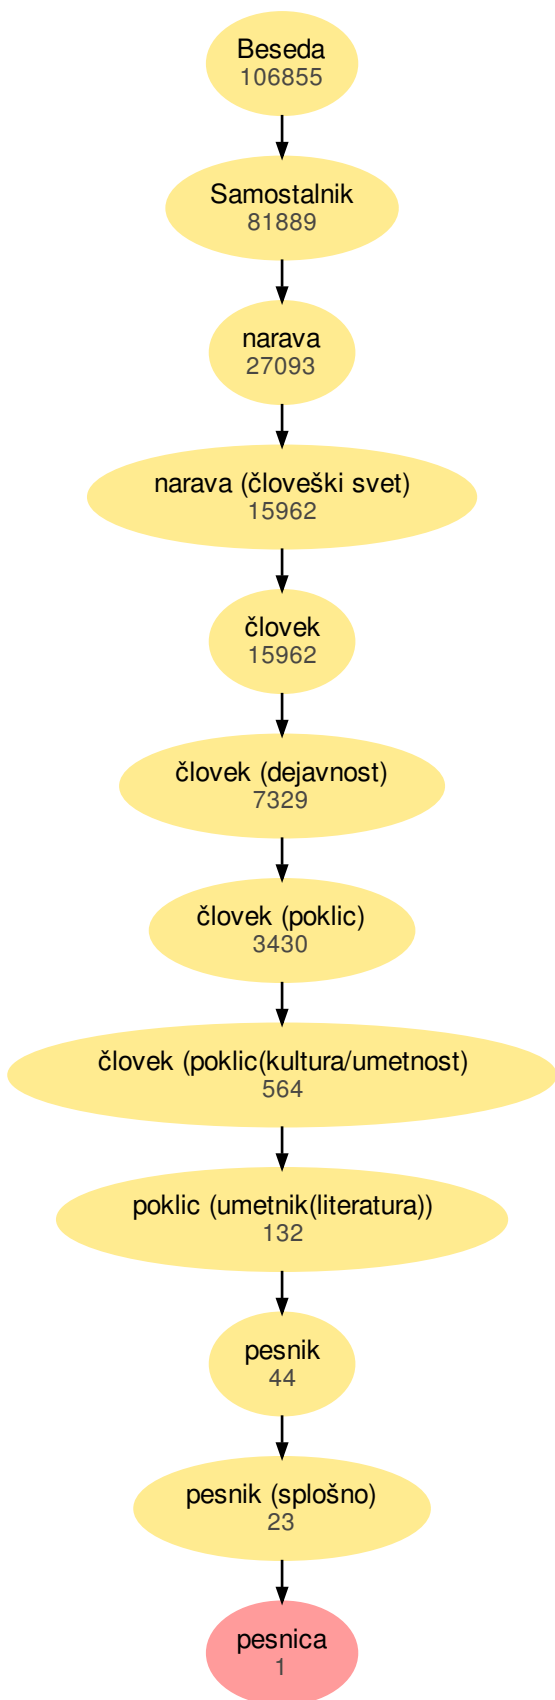 Beseda
106855
Samostalnik
81889
narava
27093
narava (človeški svet)
15962
človek
15962
človek (dejavnost)
7329
človek (poklic)
3430
človek (poklic(kultura/umetnost)
564
poklic (umetnik(literatura))
132
pesnik
44
pesnik (splošno)
23
pesnica
1